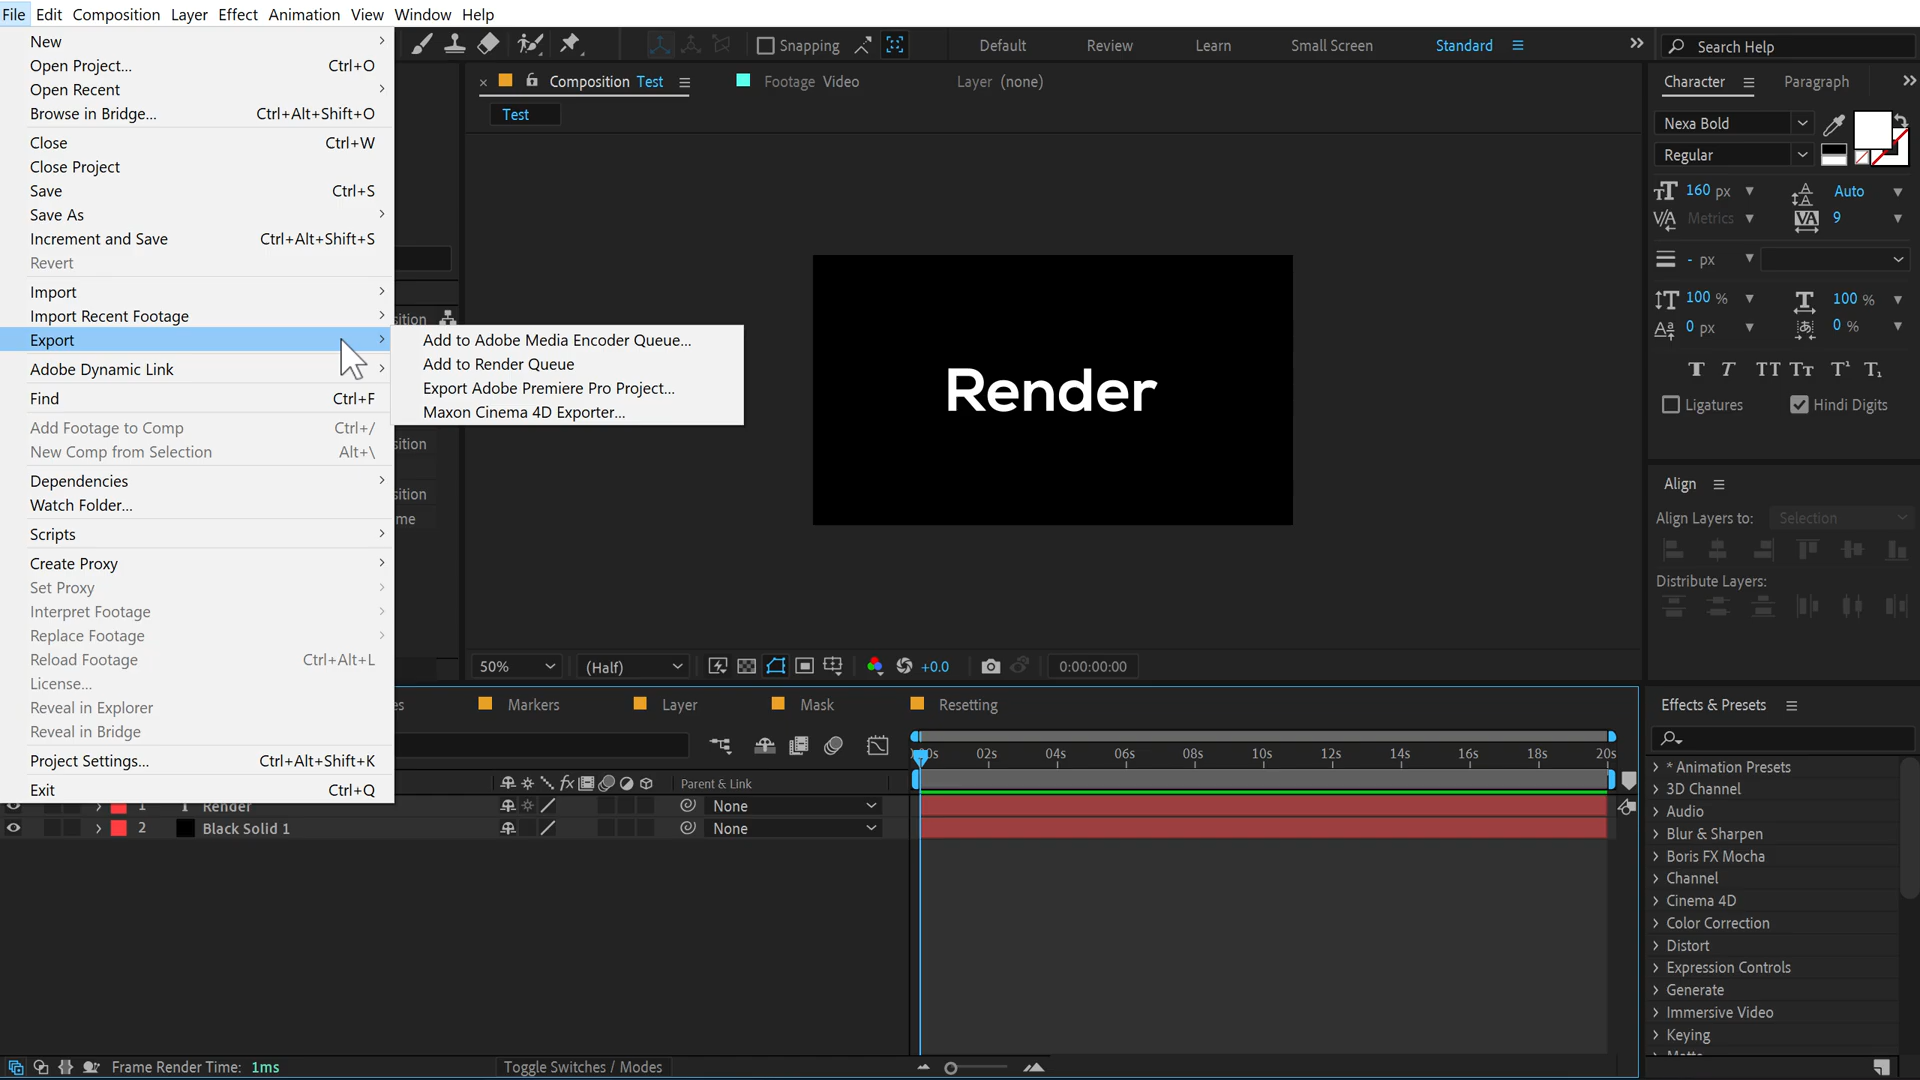 File Edit Composition Layer Effect Animation View Window Help
New
Open Project... Ctrl+O
Open Recent
Browse in Bridge... Ctrl+Alt+Shift+O
Close Ctrl+W
Close Project
Save Ctrl+S
Save As
Increment and Save Ctrl+Alt+Shift+S
Revert
Import
Import Recent Footage
Export
Adobe Dynamic Link
Find Ctrl+F
Add Footage to Comp Ctrl+/
New Comp from Selection Alt+\
Dependencies
Watch Folder...
Scripts
Create Proxy
Set Proxy
Interpret Footage
Replace Footage
Reload Footage Ctrl+Alt+L
License...
Reveal in Explorer
Reveal in Bridge
Project Settings... Ctrl+Alt+Shift+K
Exit Ctrl+Q
Add to Adobe Media Encoder Queue...
Add to Render Queue
Export Adobe Premiere Pro Project...
Maxon Cinema 4D Exporter...
Snapping
Default Review Learn Small Screen Standard
Search Help
Composition Test Footage Video Layer (none)
Test
Render
50% (Half) +0.0 0:00:00:00
Character Paragraph
Nexa Bold
Regular
160 px Auto
Metrics 9
- px
100 % 100 %
0 px 0 %
T T TT Tt T¹ T₁
Ligatures Hindi Digits
Align
Align Layers to: Selection
Distribute Layers:
Markers Layer Mask Resetting
02s 04s 06s 08s 10s 12s 14s 16s 18s 20s
fx Parent & Link
1 T Render None
2 Black Solid 1 None
Frame Render Time: 1ms Toggle Switches / Modes
Effects & Presets
* Animation Presets
3D Channel
Audio
Blur & Sharpen
Boris FX Mocha
Channel
Cinema 4D
Color Correction
Distort
Expression Controls
Generate
Immersive Video
Keying